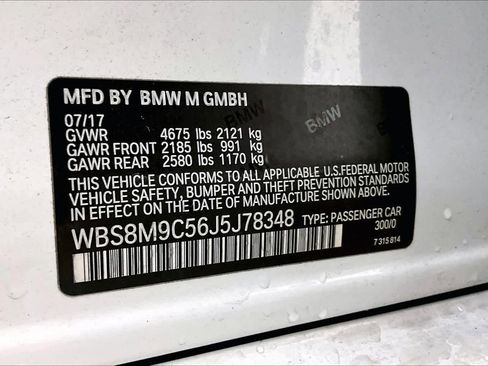 MFD BY BMW M GMBH
07/17
GVWR 4675 lbs 2121 kg
GAWR FRONT 2185 lbs 991 kg
GAWR REAR 2580 lbs 1170 kg
THIS VEHICLE CONFORMS TO ALL APPLICABLE U.S.FEDERAL MOTOR
VEHICLE SAFETY, BUMPER AND THEFT PREVENTION STANDARDS IN
EFFECT ON THE DATE OF MANUFACTURE SHOWN ABOVE.
WBS8M9C56J5J78348 TYPE: PASSENGER CAR
300/0
7 315 814
BMW
BMW